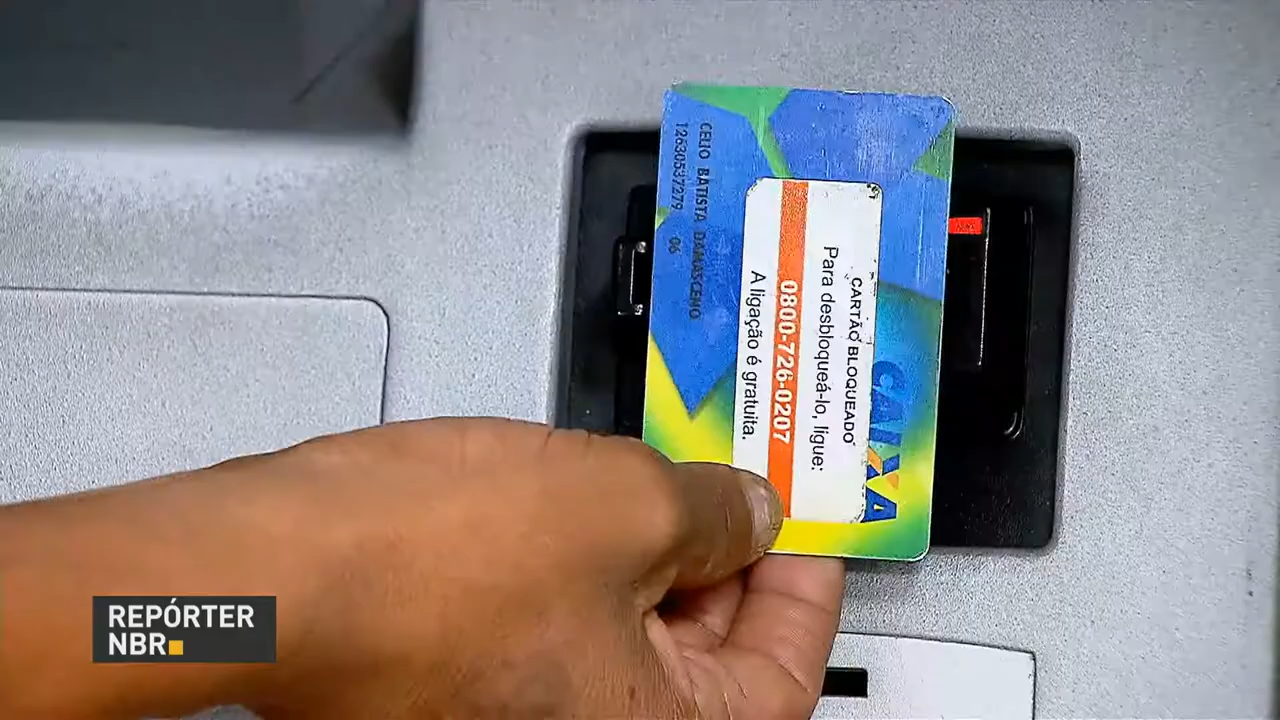 CELIO BATISTA DAMASCENO
12630537279 06
CARTÃO BLOQUEADO
Para desbloqueá-lo, ligue:
0800-726-0207
A ligação é gratuita.
CAIXA
REPÓRTER
NBR